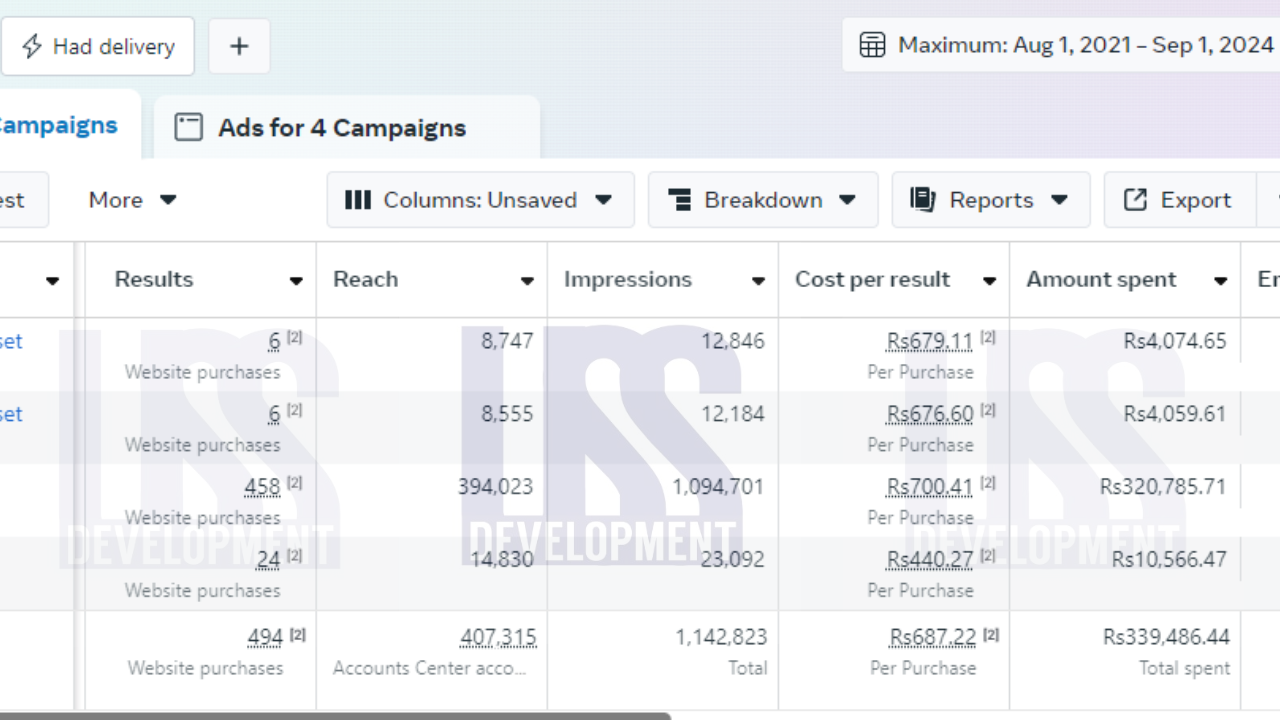 Had delivery + Maximum: Aug 1, 2021 – Sep 1, 2024
Campaigns Ads for 4 Campaigns
More Columns: Unsaved Breakdown Reports Export
Results Reach Impressions Cost per result Amount spent
set 6 [2] 8,747 12,846 Rs679.11 [2] Rs4,074.65
Website purchases Per Purchase
set 6 [2] 8,555 12,184 Rs676.60 [2] Rs4,059.61
Website purchases Per Purchase
458 [2] 394,023 1,094,701 Rs700.41 [2] Rs320,785.71
Website purchases Per Purchase
DEVELOPMENT DEVELOPMENT DEVELOPMENT
24 [2] 14,830 23,092 Rs440.27 [2] Rs10,566.47
Website purchases Per Purchase
494 [2] 407,315 1,142,823 Rs687.22 [2] Rs339,486.44
Website purchases Accounts Center acco... Total Per Purchase Total spent